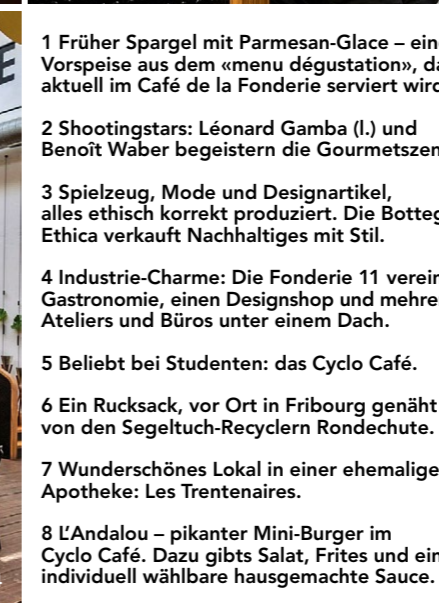 1 Früher Spargel mit Parmesan-Glace – eine
Vorspeise aus dem «menu dégustation», da
aktuell im Café de la Fonderie serviert wird
2 Shootingstars: Léonard Gamba (l.) und
Benoît Waber begeistern die Gourmetszen
3 Spielzeug, Mode und Designartikel,
alles ethisch korrekt produziert. Die Botteg
Ethica verkauft Nachhaltiges mit Stil.
4 Industrie-Charme: Die Fonderie 11 verein
Gastronomie, einen Designshop und mehre
Ateliers und Büros unter einem Dach.
5 Beliebt bei Studenten: das Cyclo Café.
6 Ein Rucksack, vor Ort in Fribourg genäht
von den Segeltuch-Recyclern Rondechute.
7 Wunderschönes Lokal in einer ehemalige
Apotheke: Les Trentenaires.
8 L’Andalou – pikanter Mini-Burger im
Cyclo Café. Dazu gibts Salat, Frites und ein
individuell wählbare hausgemachte Sauce.